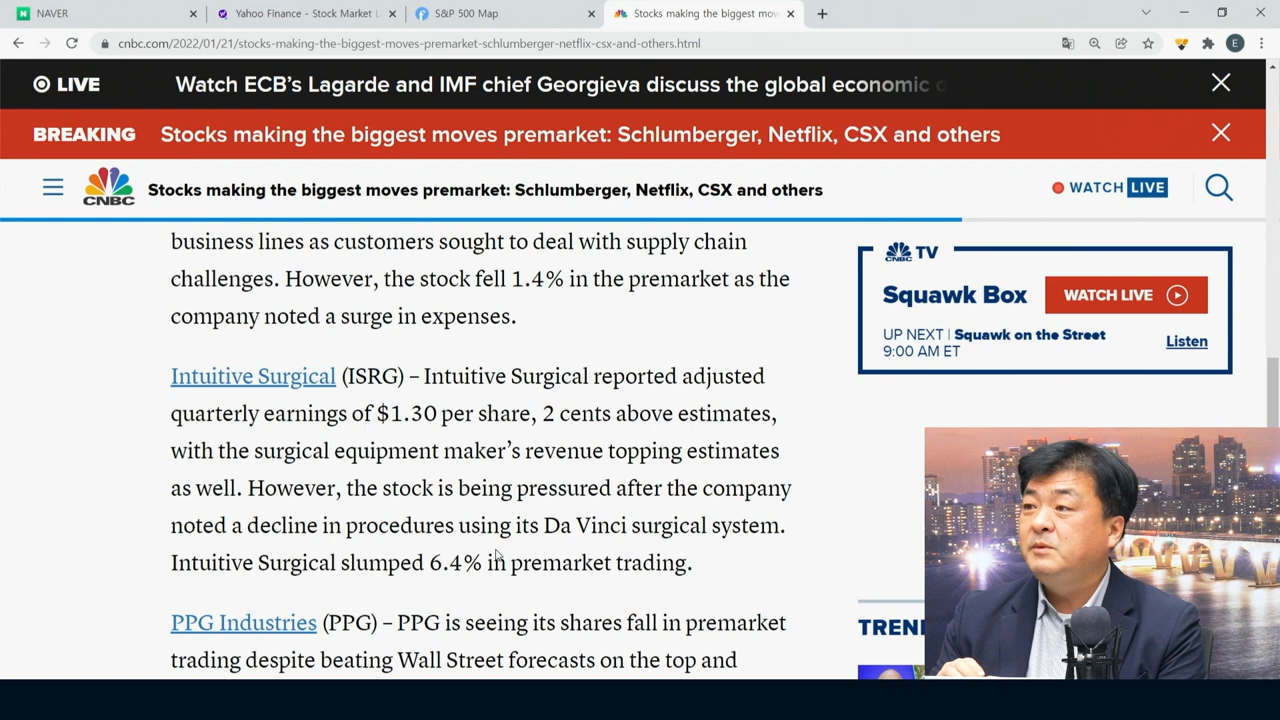 NAVER
Yahoo Finance - Stock Market L
S&P 500 Map
Stocks making the biggest mov
cnbc.com/2022/01/21/stocks-making-the-biggest-moves-premarket-schlumberger-netflix-csx-and-others.html
E
LIVE
Watch ECB’s Lagarde and IMF chief Georgieva discuss the global economic
BREAKING
Stocks making the biggest moves premarket: Schlumberger, Netflix, CSX and others
CNBC
Stocks making the biggest moves premarket: Schlumberger, Netflix, CSX and others
WATCH LIVE
business lines as customers sought to deal with supply chain
challenges. However, the stock fell 1.4% in the premarket as the
company noted a surge in expenses.
Intuitive Surgical (ISRG) – Intuitive Surgical reported adjusted
quarterly earnings of $1.30 per share, 2 cents above estimates,
with the surgical equipment maker’s revenue topping estimates
as well. However, the stock is being pressured after the company
noted a decline in procedures using its Da Vinci surgical system.
Intuitive Surgical slumped 6.4% in premarket trading.
PPG Industries (PPG) – PPG is seeing its shares fall in premarket
trading despite beating Wall Street forecasts on the top and
CNBC TV
Squawk Box
WATCH LIVE
UP NEXT | Squawk on the Street
9:00 AM ET
Listen
TREN